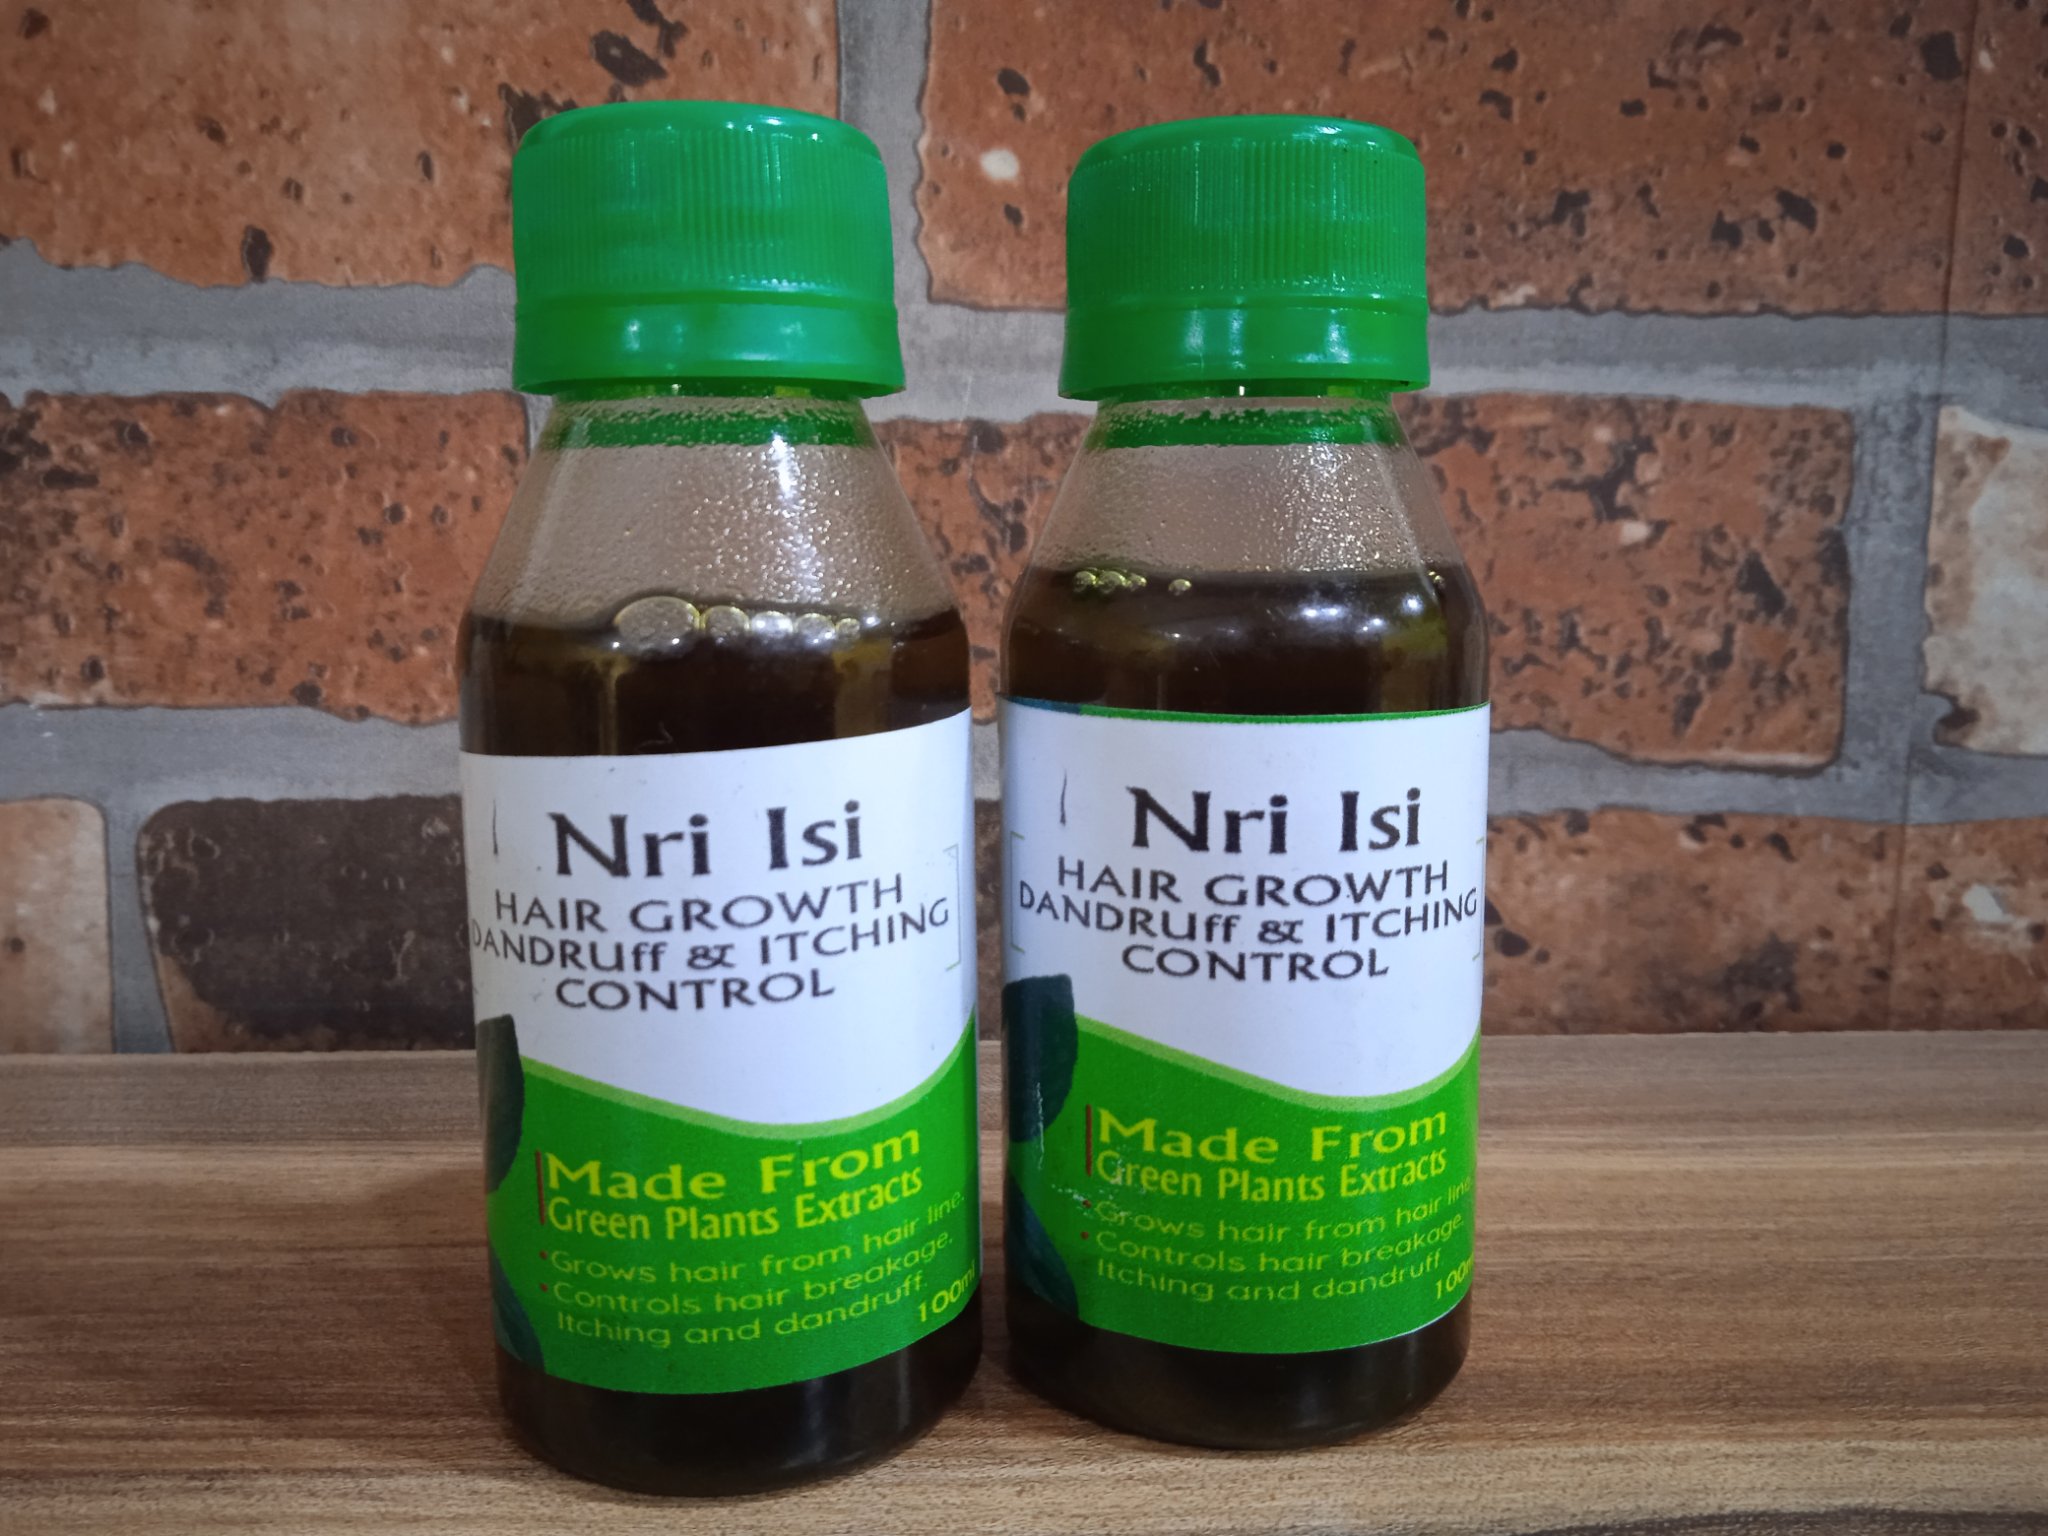 Nri Isi
HAIR GROWTH
DANDRUff & ITCHING
CONTROL
Made From
Green Plants Extracts
• Grows hair from hair line.
• Controls hair breakage.
Itching and dandruff.
100ml
Nri Isi
HAIR GROWTH
DANDRUff & ITCHING
CONTROL
Made From
Green Plants Extracts
• Grows hair from hair line
• Controls hair breakage.
Itching and dandruff
100m